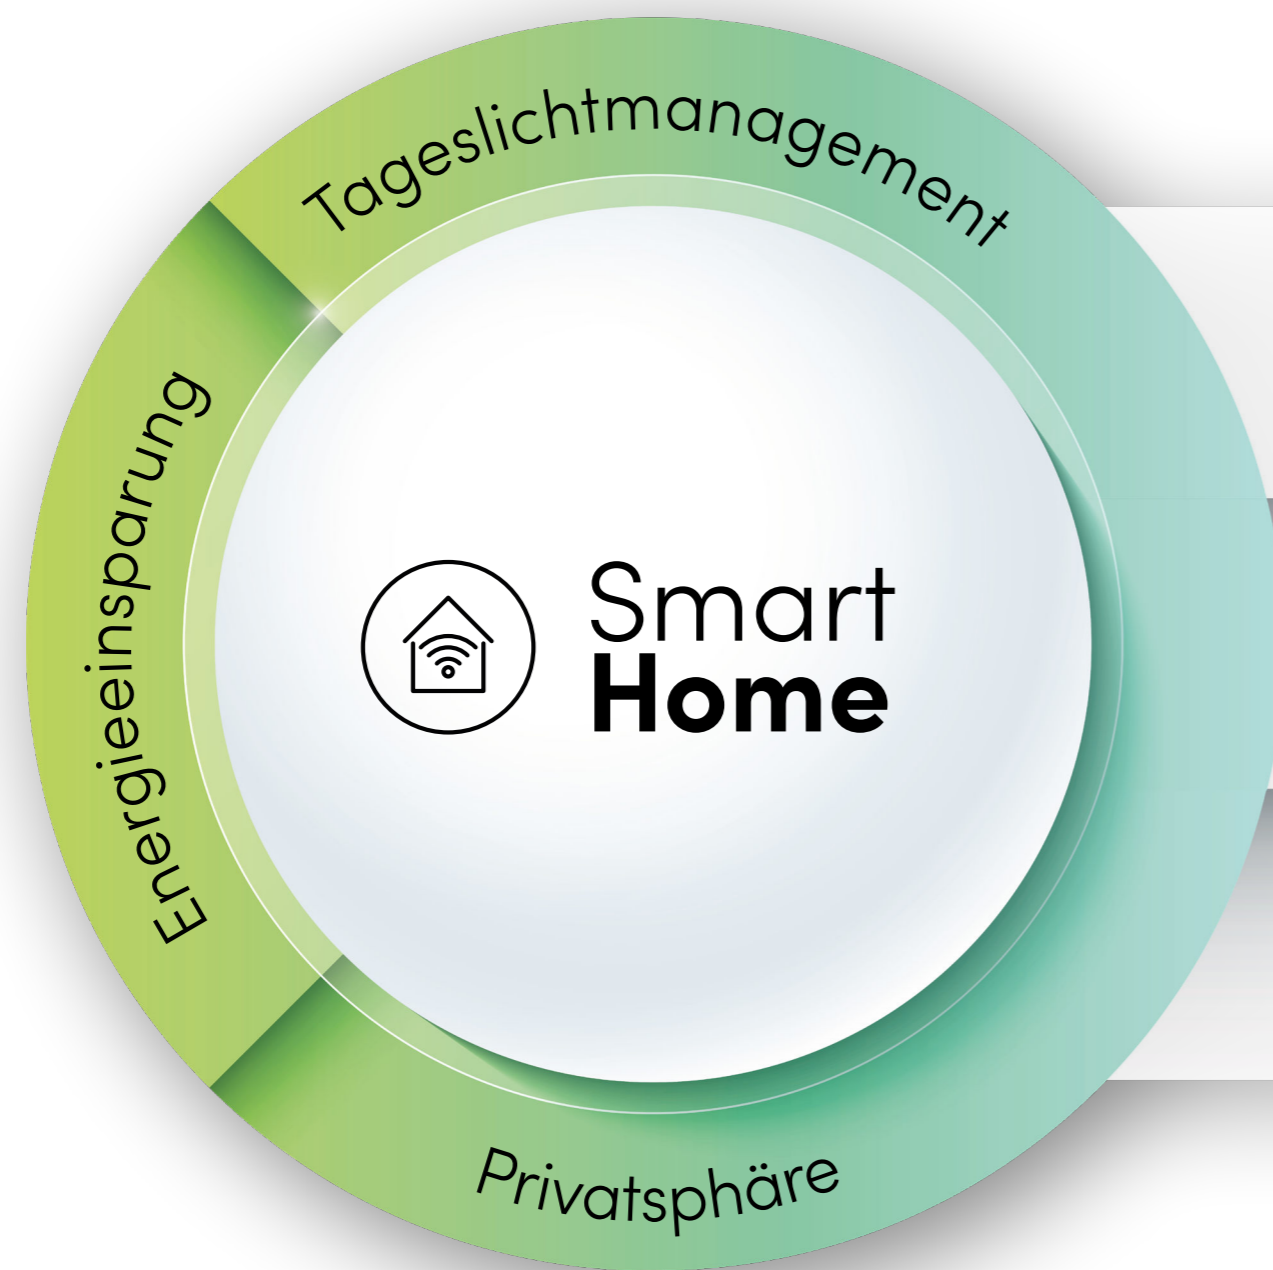 Tageslichtmanagement
Energieeinsparung
Smart
Home
Privatsphäre